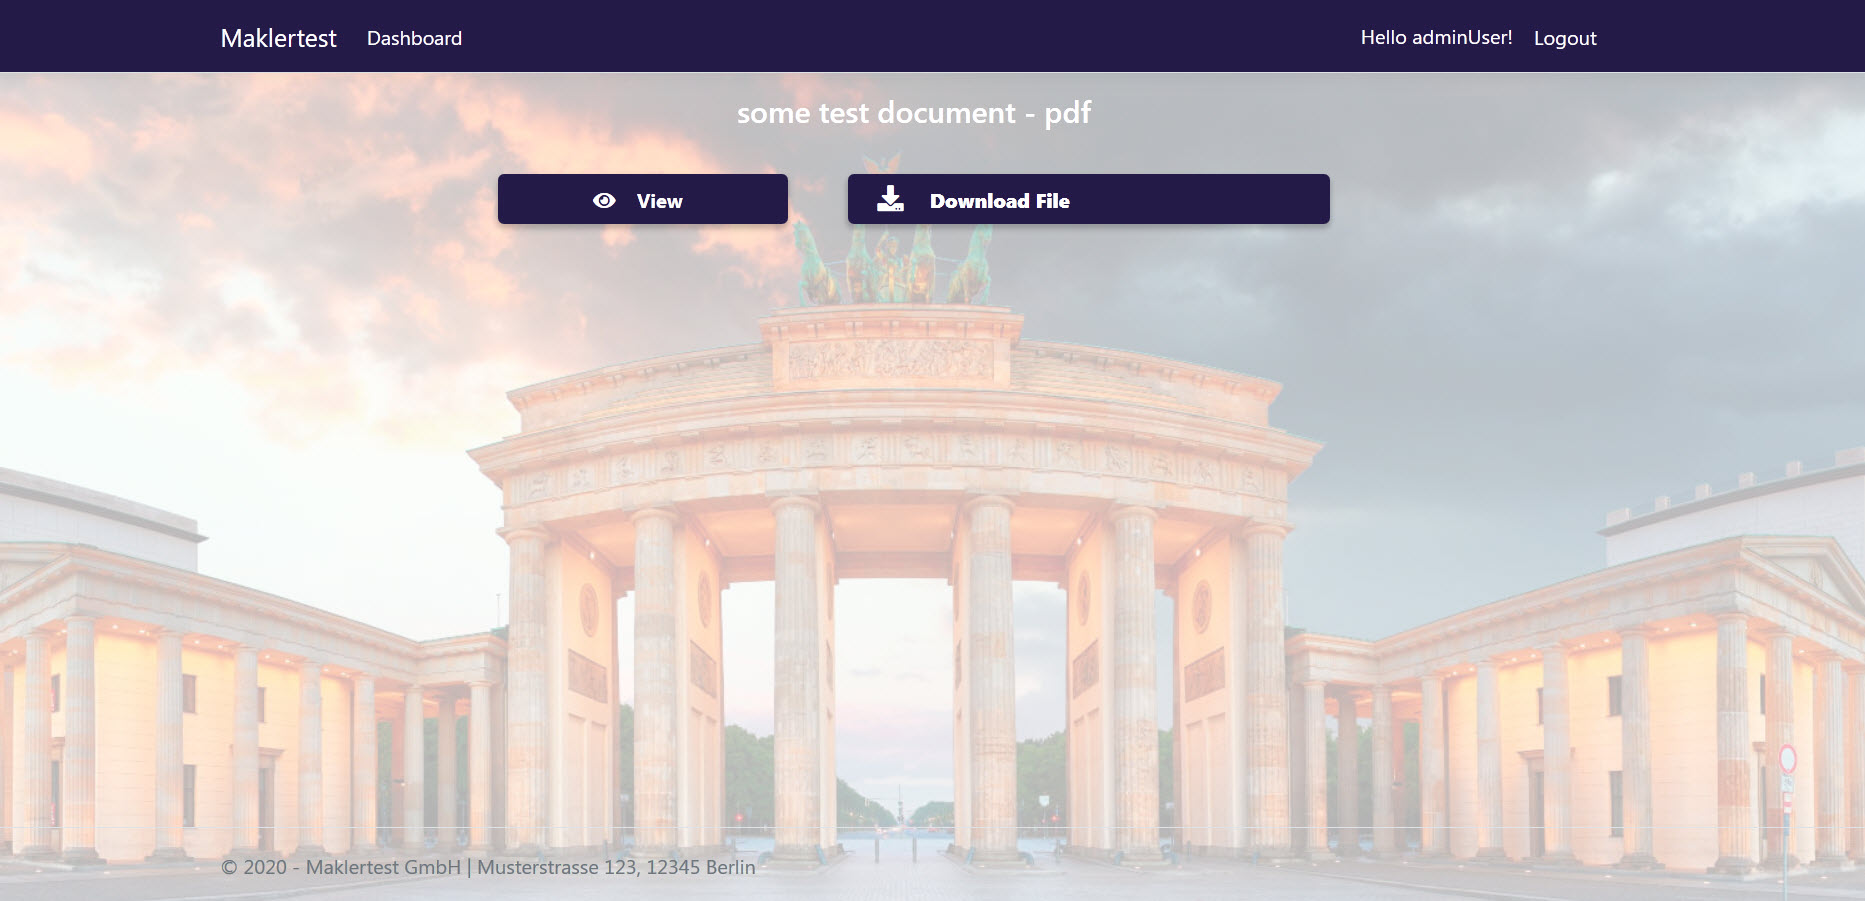 Maklertest Dashboard Hello adminUser! Logout
some test document - pdf
View Download File
© 2020 - Maklertest GmbH | Musterstrasse 123, 12345 Berlin